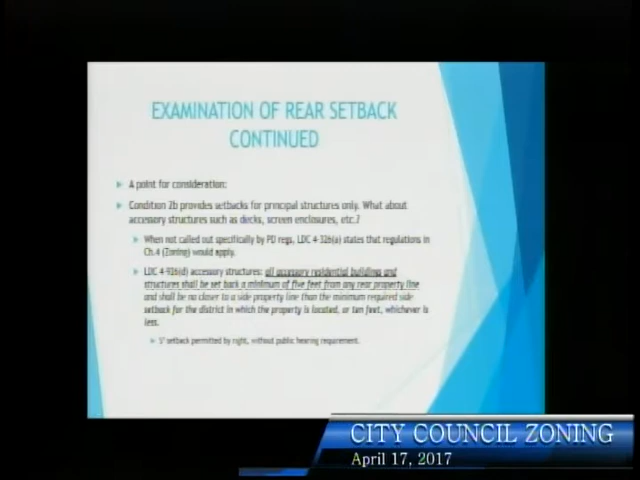 EXAMINATION OF REAR SETBACK
CONTINUED
A point for consideration:
Condition 2b provides setbacks for principal structures only. What about
accessory structures such as decks, screen enclosures, etc.?
When not called out specifically by PD regs, LDC 4-326(a) states that regulations in
Ch.4 (Zoning) would apply.
LDC 4-926(d) accessory structures: all accessory residential buildings and
structures shall be set back a minimum of five feet from any rear property line
and shall be no closer to a side property line than the minimum required side
setback for the district in which the property is located, or ten feet, whichever is
less.
5' setback permitted by right, without public hearing requirement.
CITY COUNCIL ZONING
April 17, 2017